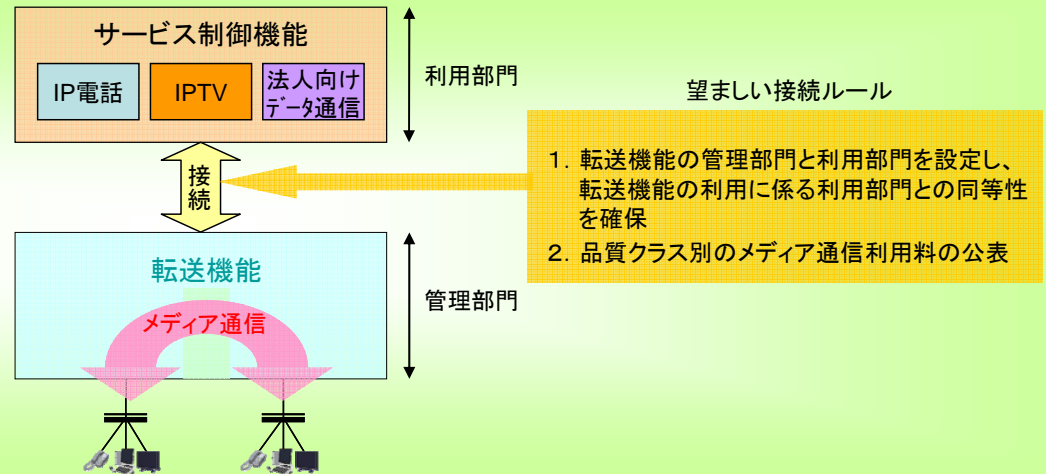 サービス制御機能
IP電話
IPTV
法人向け
データ通信
利用部門
接
続
望ましい接続ルール
1．転送機能の管理部門と利用部門を設定し、
転送機能の利用に係る利用部門との同等性
を確保
2．品質クラス別のメディア通信利用料の公表
転送機能
メディア通信
管理部門